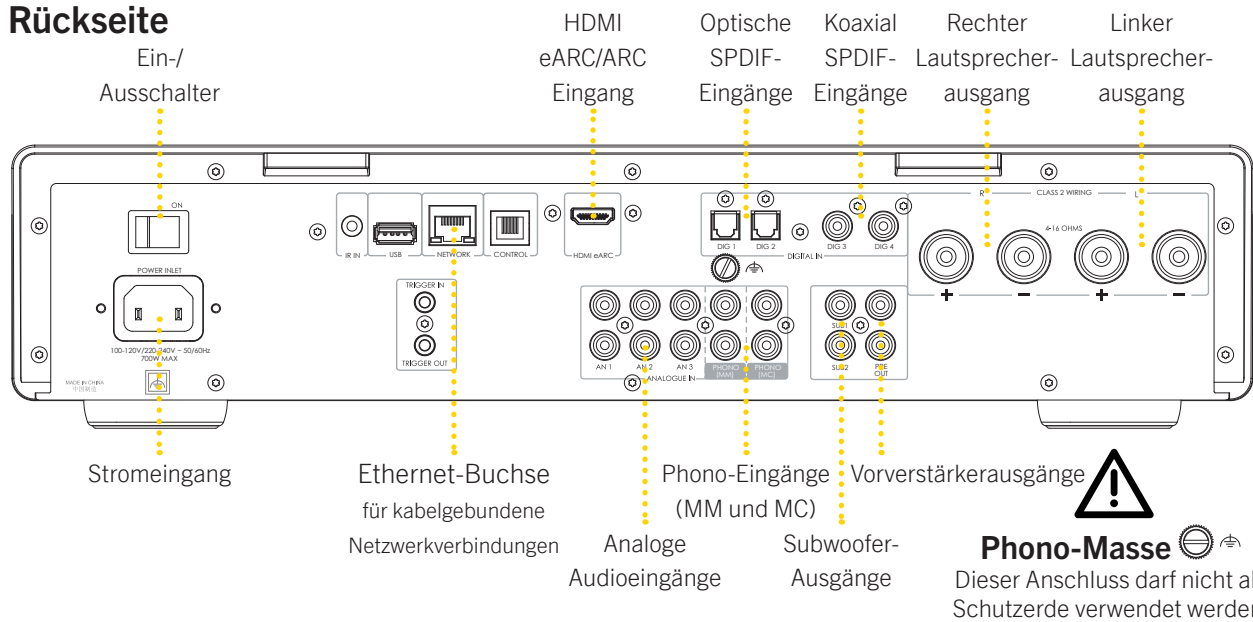 Rückseite
Ein-/
Ausschalter
HDMI
eARC/ARC
Eingang
Optische
SPDIF-
Eingänge
Koaxial
SPDIF-
Eingänge
Rechter
Lautsprecher-
ausgang
Linker
Lautsprecher-
ausgang
ON
POWER INLET
100-120V/220-240V ~ 50/60Hz
700W MAX
MADE IN CHINA
中国制造
IR IN
USB
NETWORK
CONTROL
HDMI eARC
TRIGGER IN
TRIGGER OUT
DIG 1
DIG 2
DIG 3
DIG 4
DIGITAL IN
AN 1
AN 2
AN 3
PHONO
(MM)
PHONO
(MC)
ANALOGUE IN
SUB1
SUB2
PRE
OUT
R
CLASS 2 WIRING
L
4-16 OHMS
+
−
+
−
Stromeingang
Ethernet-Buchse
für kabelgebundene
Netzwerkverbindungen
Analoge
Audioeingänge
Phono-Eingänge
(MM und MC)
Subwoofer-
Ausgänge
Vorverstärkerausgänge
Phono-Masse
Dieser Anschluss darf nicht al
Schutzerde verwendet werden